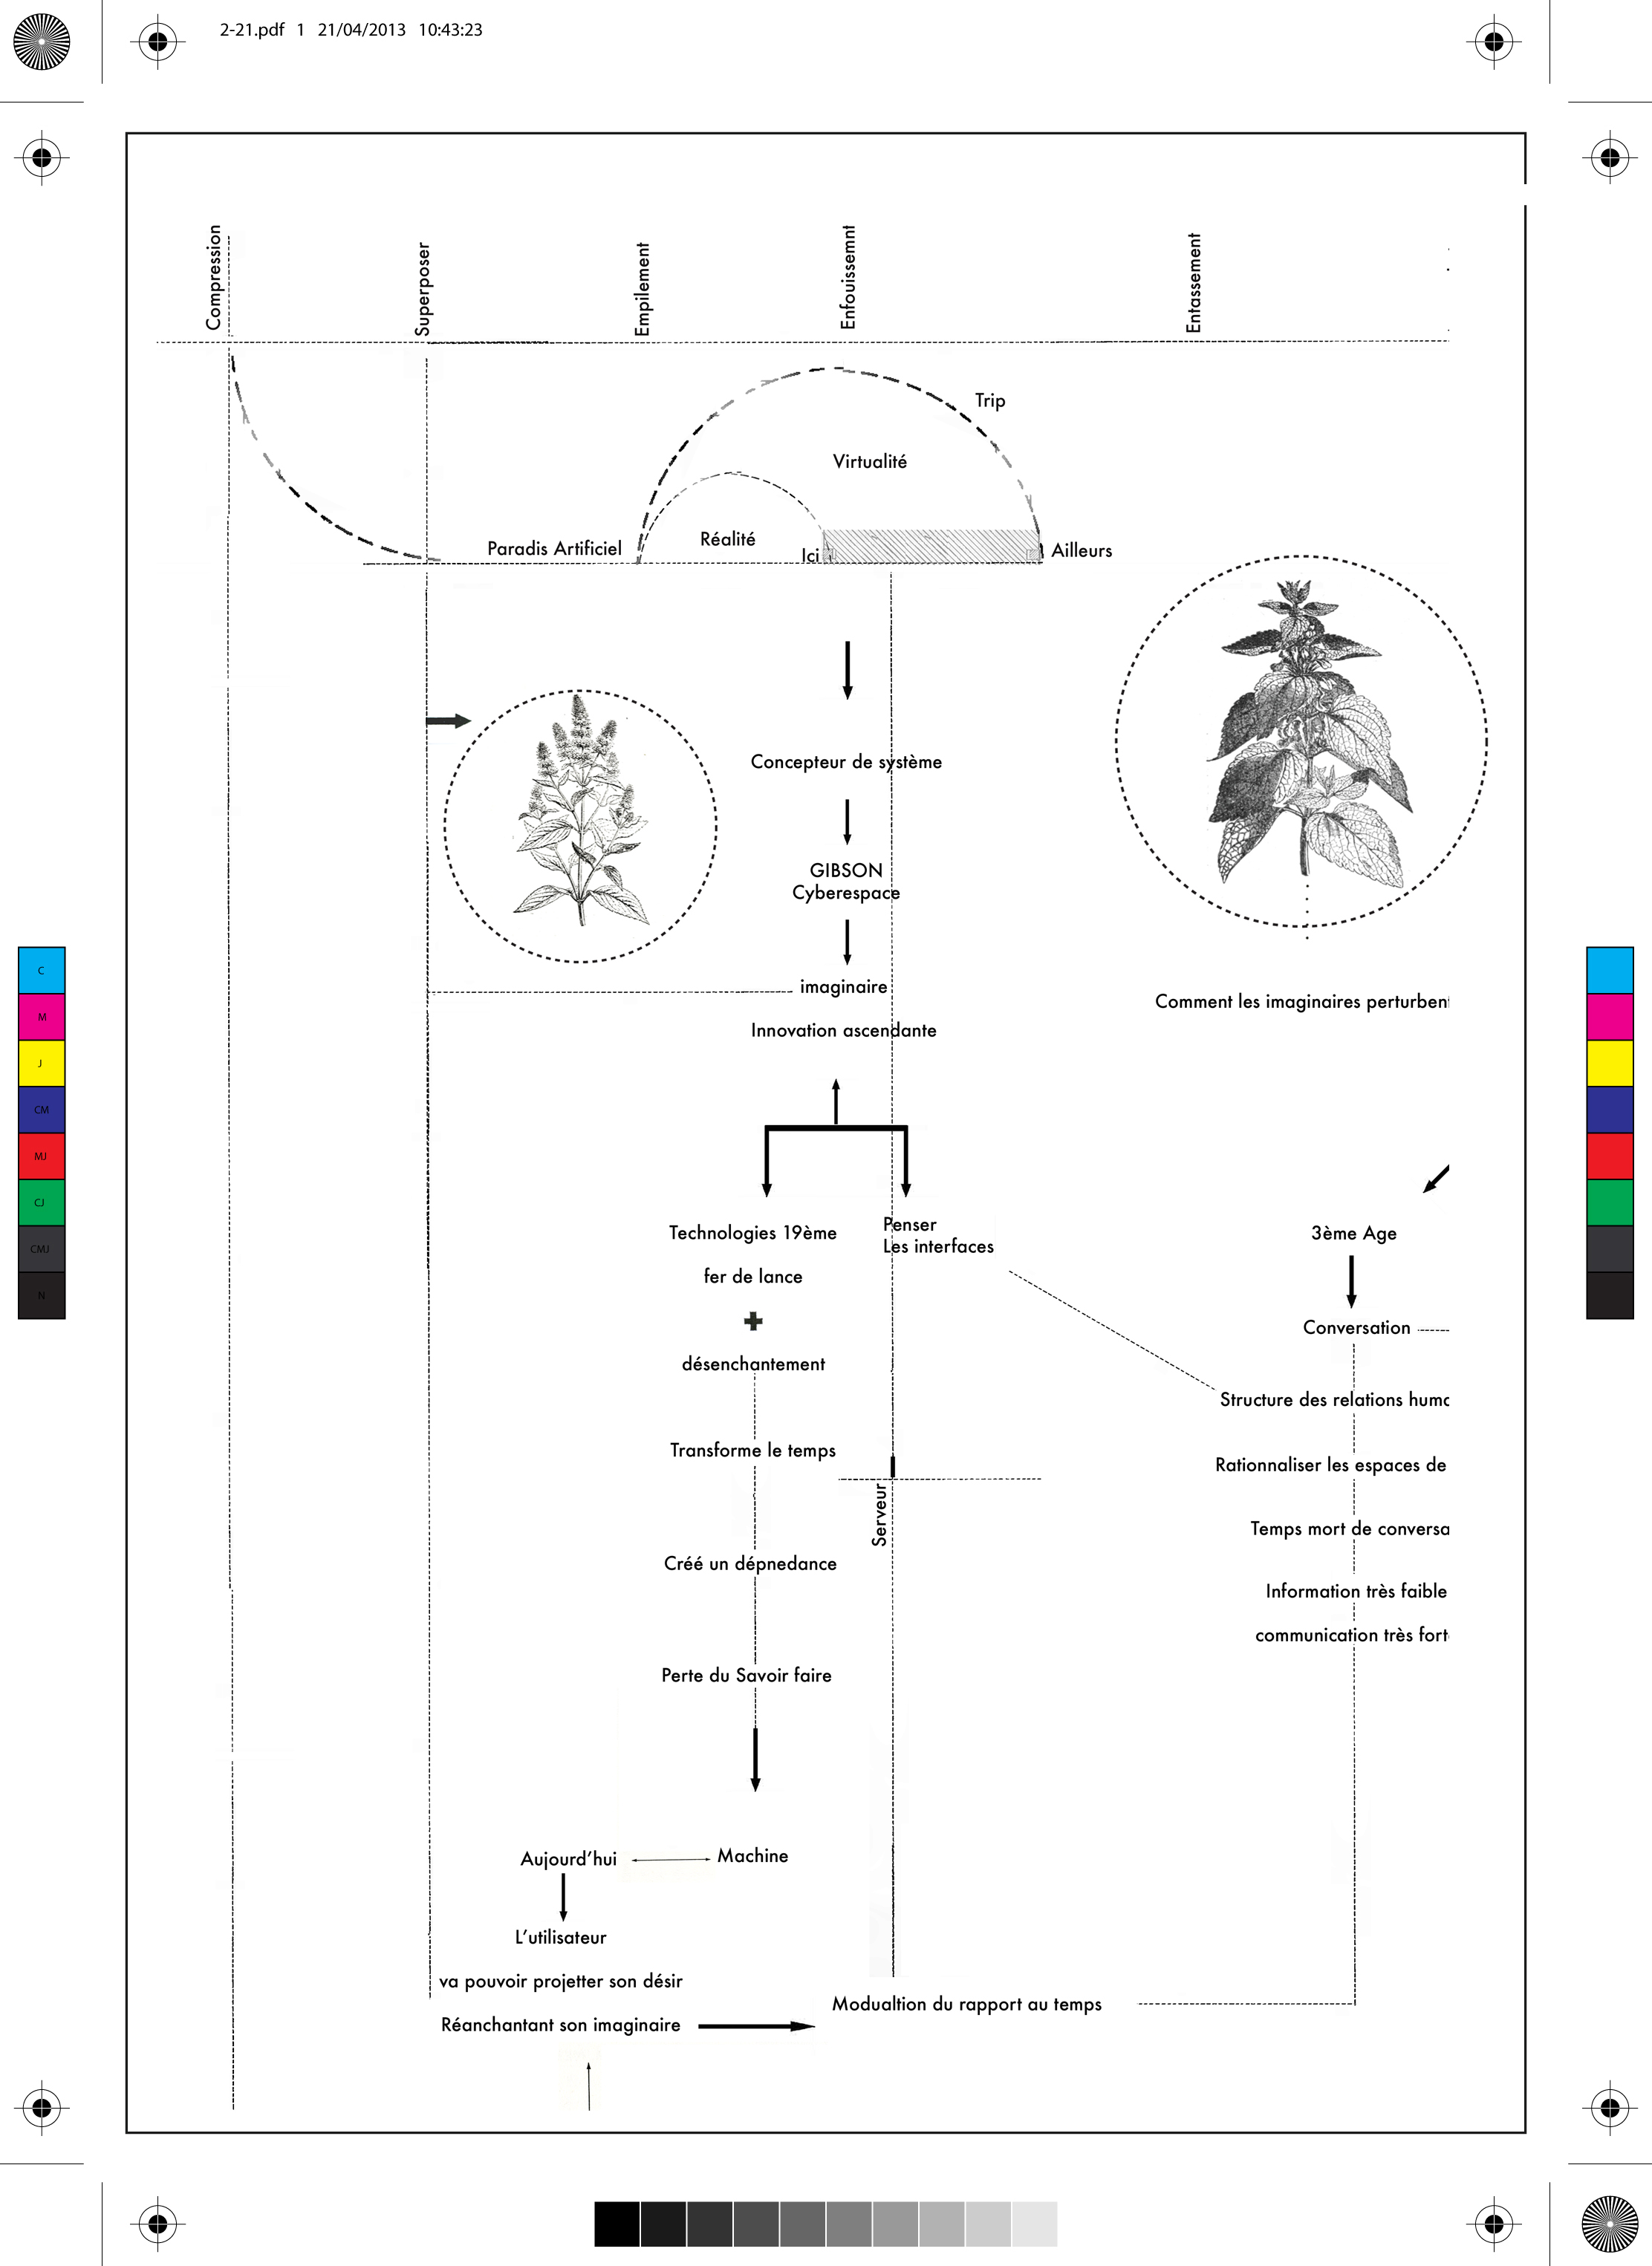 2-21.pdf 1 21/04/2013 10:43:23
Compression
Superposer
Empilement
Enfouissemnt
Entassement
Trip
Virtualité
Paradis Artificiel
Réalité
Ici
Ailleurs
Concepteur de système
GIBSON
Cyberespace
imaginaire
Innovation ascendante
Comment les imaginaires
Technologies 19ème
fer de lance
désenchantement
Transforme le temps
Créé un dépnedance
Perte du Savoir faire
Penser
Les interfaces
Serveur
3ème Age
Conversation
Structure des relations
Rationnaliser les espaces de
Temps mort de
Information très faible
communication très
Aujourd'hui
Machine
L'utilisateur
va pouvoir projetter son désir
Réanchantant son imaginaire
Modualtion du rapport au temps
C
M
J
CM
MJ
CJ
CMJ
N